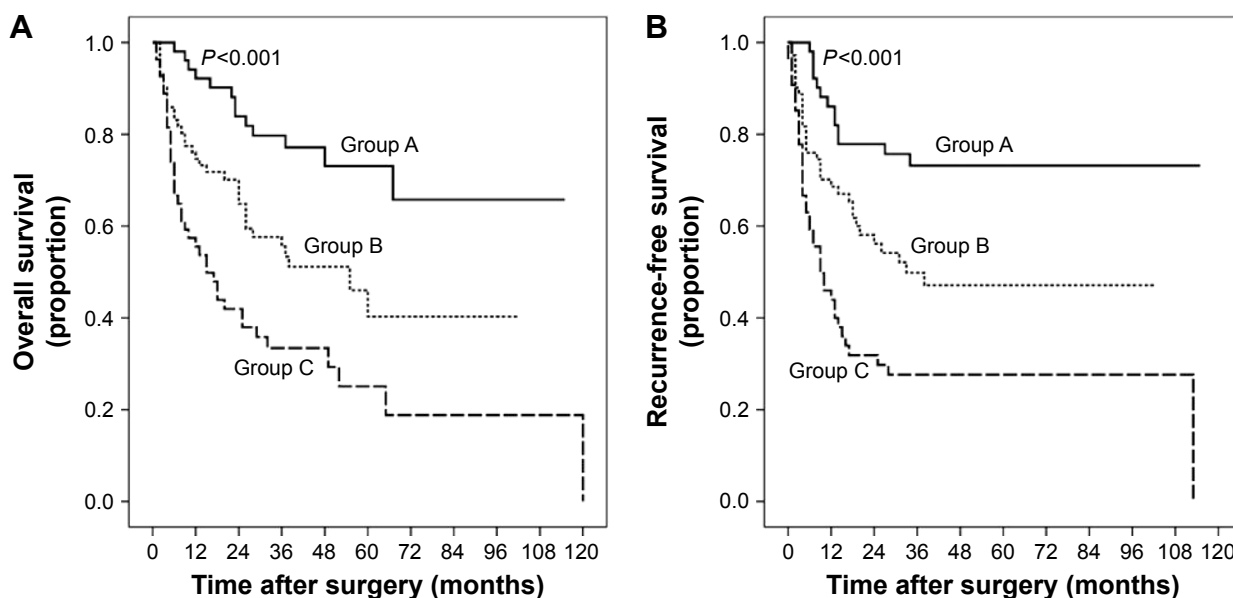 A
P<0.001
Group A
Group B
Group C
Overall survival
(proportion)
1.0
0.8
0.6
0.4
0.2
0.0
0 12 24 36 48 60 72 84 96 108 120
Time after surgery (months)
B
P<0.001
Group A
Group B
Group C
Recurrence-free survival
(proportion)
1.0
0.8
0.6
0.4
0.2
0.0
0 12 24 36 48 60 72 84 96 108 120
Time after surgery (months)